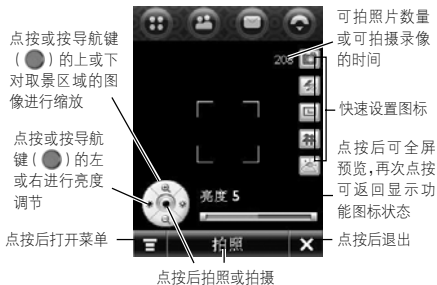 可拍照片数量
或可拍摄录像
的时间
点按或按导航键
( ) 的上或下
对取景区域的图
像进行缩放
208
快速设置图标
点按或按导航
键 ( ) 的左
或右进行亮度
调节
点按后可全屏
预览,再次点按
可返回显示功
能图标状态
亮度 5
点按后打开菜单
拍照
点按后退出
点按后拍照或拍摄